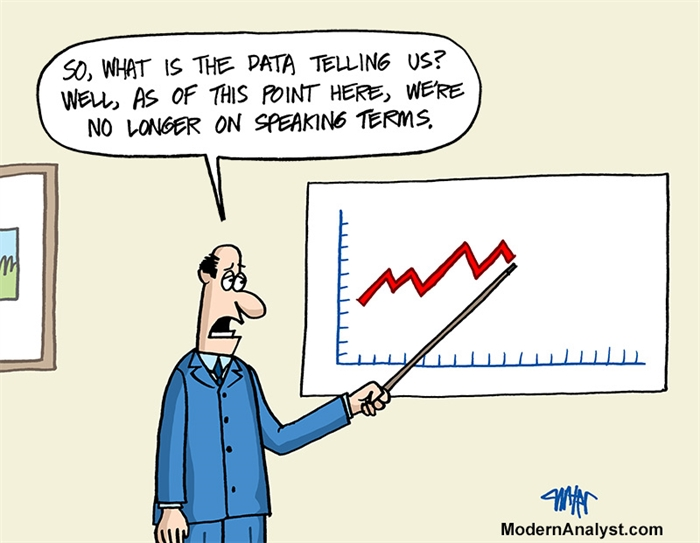 SO, WHAT IS THE DATA TELLING US?
WELL, AS OF THIS POINT HERE, WE'RE
NO LONGER ON SPEAKING TERMS.
ModernAnalyst.com